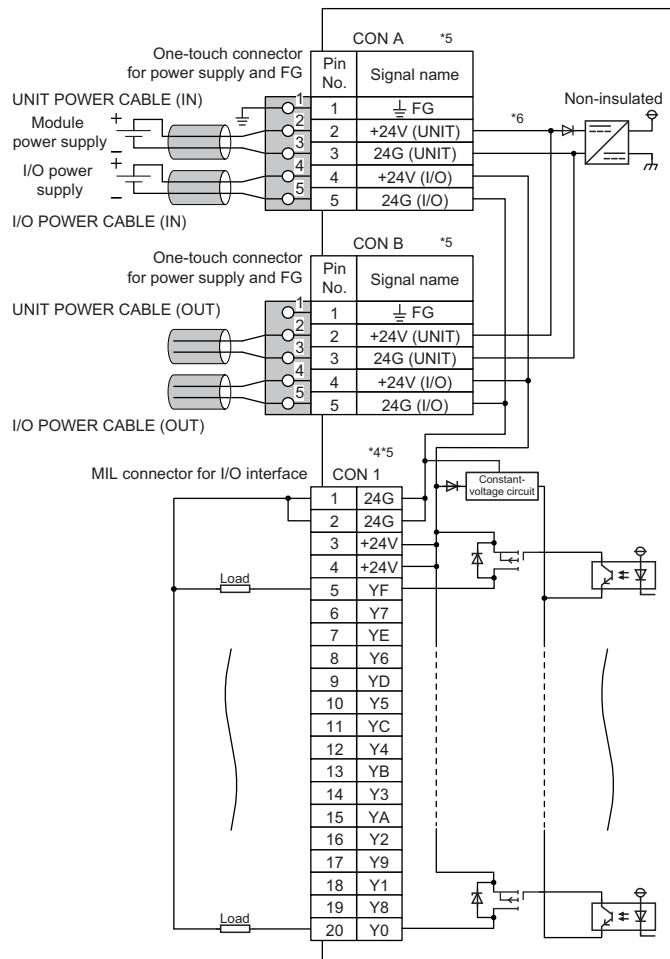 CON A *5
One-touch connector
for power supply and FG
Pin
No.
Signal name
UNIT POWER CABLE (IN)
Module
power supply
+
−
I/O power
supply
+
−
I/O POWER CABLE (IN)
1
2
3
4
5
1 FG
2 +24V (UNIT)
3 24G (UNIT)
4 +24V (I/O)
5 24G (I/O)
*6
Non-insulated
CON B *5
One-touch connector
for power supply and FG
Pin
No.
Signal name
UNIT POWER CABLE (OUT)
I/O POWER CABLE (OUT)
1
2
3
4
5
1 FG
2 +24V (UNIT)
3 24G (UNIT)
4 +24V (I/O)
5 24G (I/O)
*4*5
MIL connector for I/O interface
CON 1
1 24G
2 24G
3 +24V
4 +24V
5 YF
6 Y7
7 YE
8 Y6
9 YD
10 Y5
11 YC
12 Y4
13 YB
14 Y3
15 YA
16 Y2
17 Y9
18 Y1
19 Y8
20 Y0
Load
Load
Constant-
voltage circuit